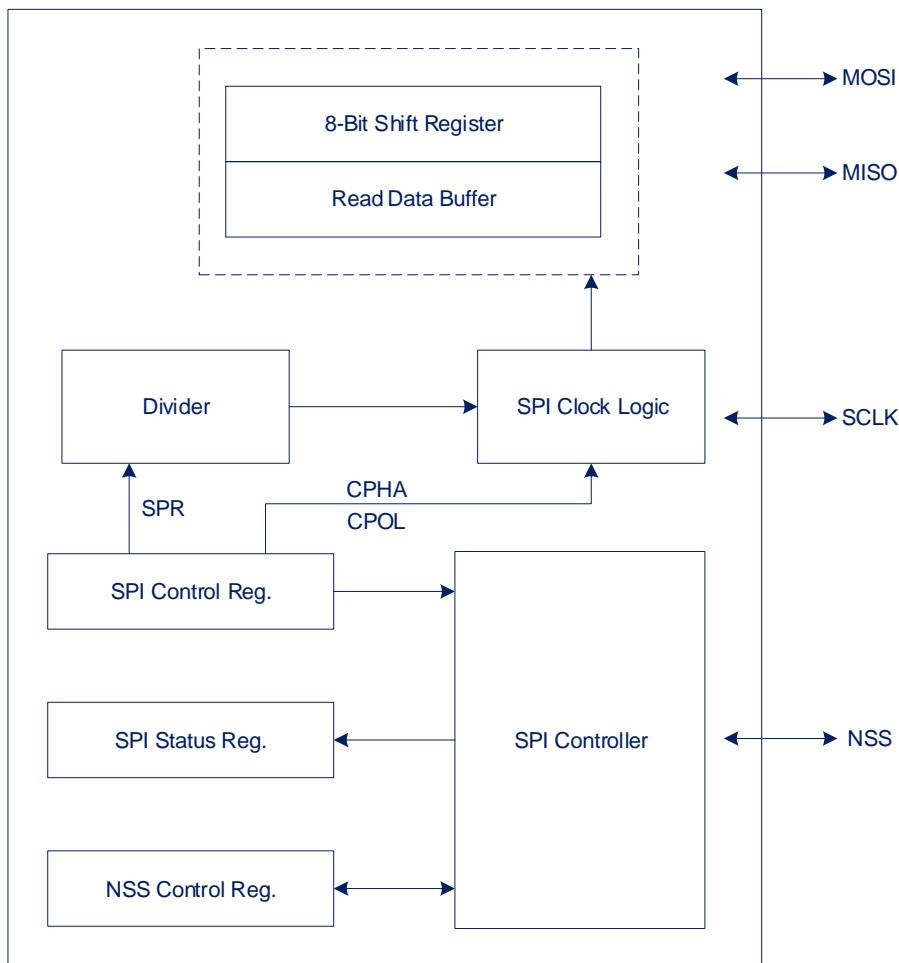 8-Bit Shift Register
Read Data Buffer
MOSI
MISO
Divider
SPI Clock Logic
SCLK
SPR
CPHA
CPOL
SPI Control Reg.
SPI Status Reg.
SPI Controller
NSS
NSS Control Reg.